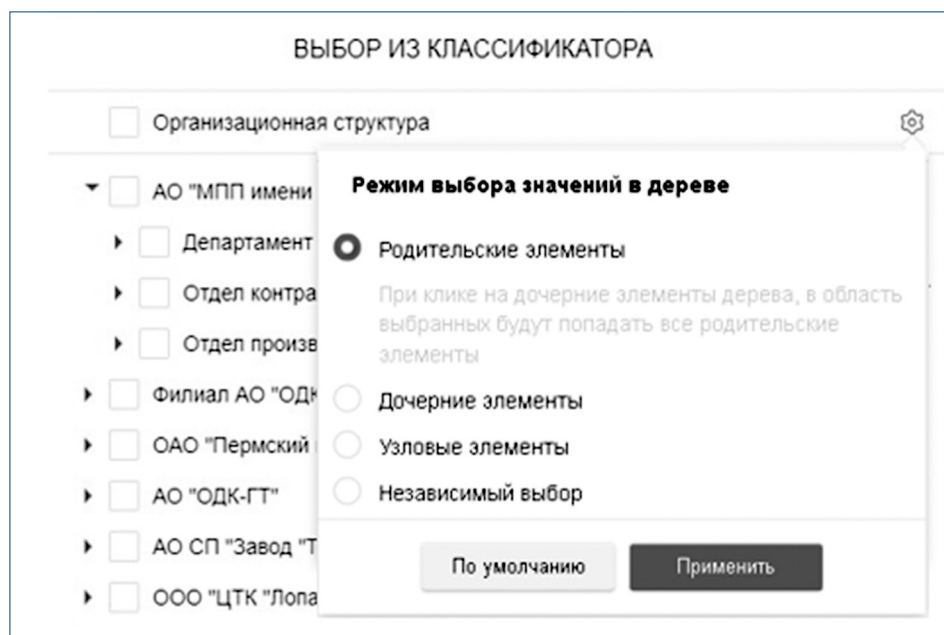 ВЫБОР ИЗ КЛАССИФИКАТОРА
Организационная структура
АО "МПП имени
Департамент
Отдел контра
Отдел произв
Филиал АО "ОДК
ОАО "Пермский
АО "ОДК-ГТ"
АО СП "Завод "Т
ООО "ЦТК "Лопа
Режим выбора значений в дереве
Родительские элементы
При клике на дочерние элементы дерева, в область
выбранных будут попадать все родительские
элементы
Дочерние элементы
Узловые элементы
Независимый выбор
По умолчанию
Применить